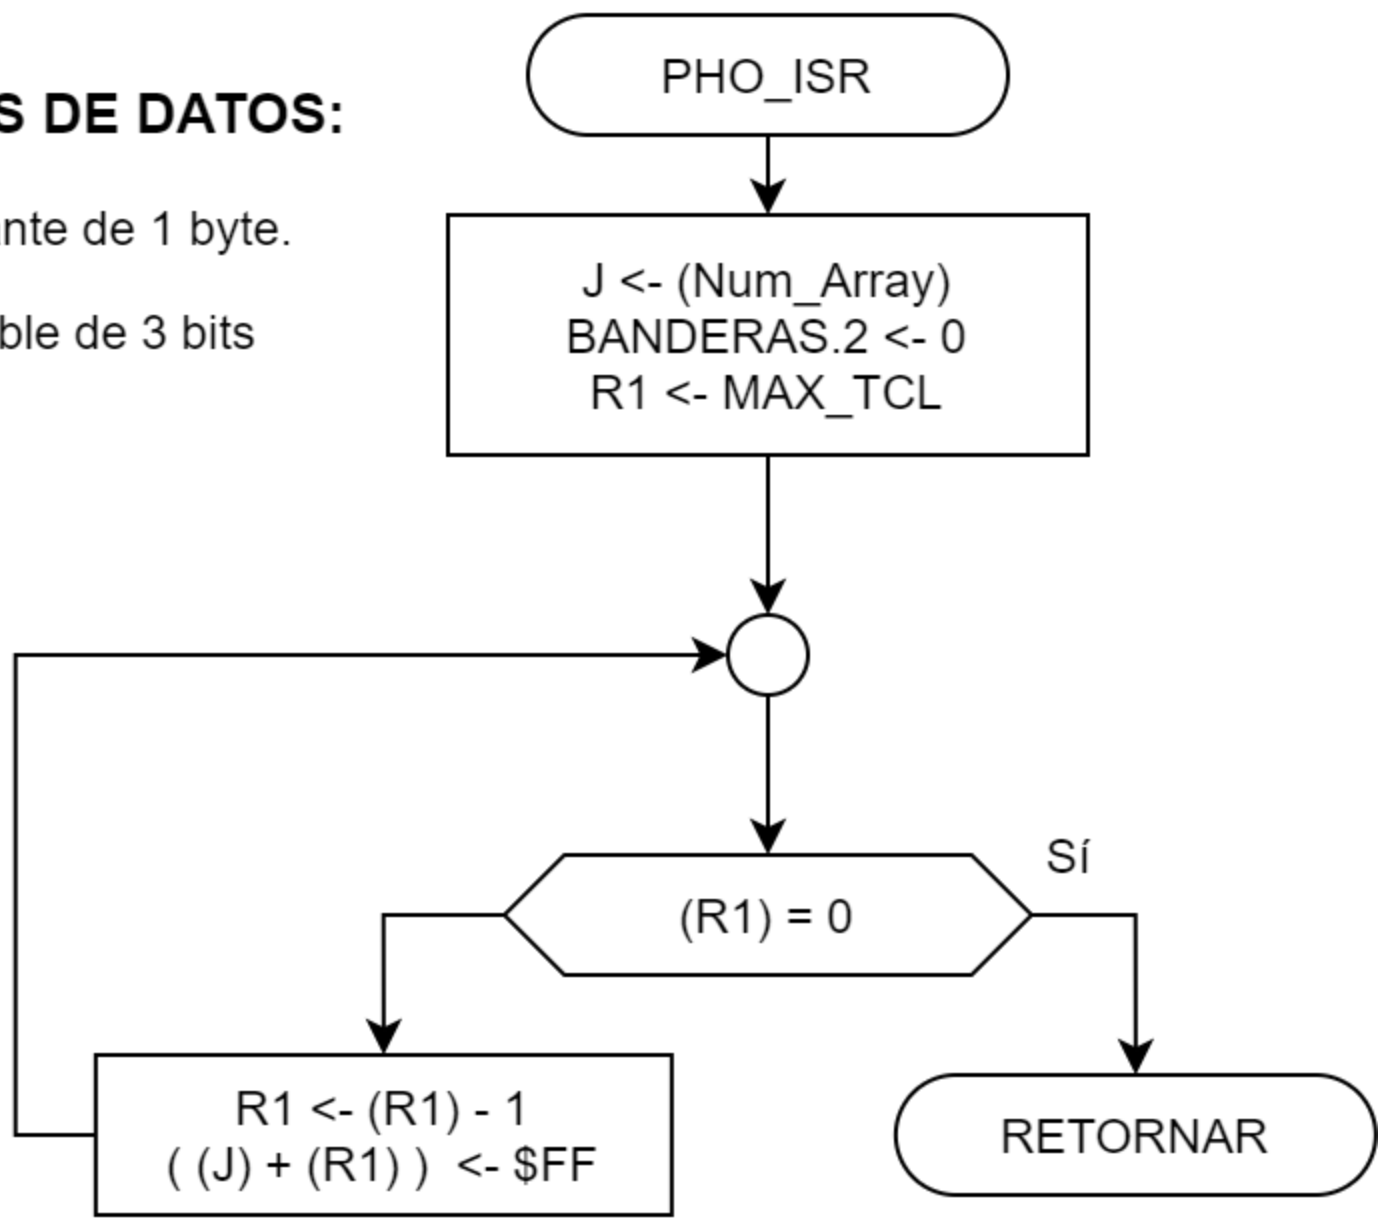 PHO_ISR
S DE DATOS:
nte de 1 byte.
ble de 3 bits
J <- (Num_Array)
BANDERAS.2 <- 0
R1 <- MAX_TCL
Sí
(R1) = 0
R1 <- (R1) - 1
( (J) + (R1) ) <- $FF
RETORNAR